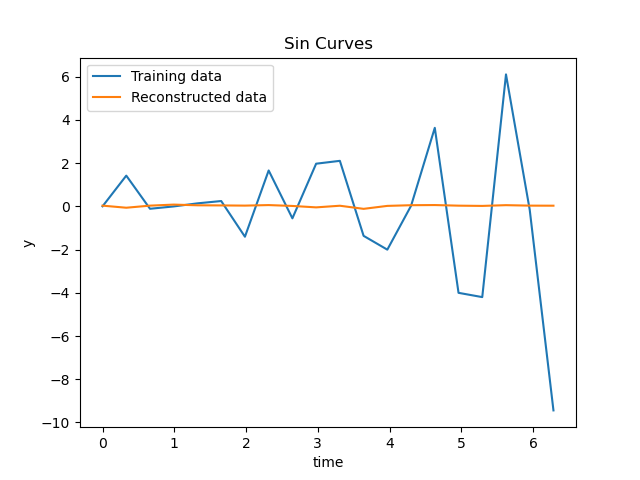 Sin Curves
Training data
Reconstructed data
6
4
2
0
−2
−4
−6
−8
−10
y
0 1 2 3 4 5 6
time